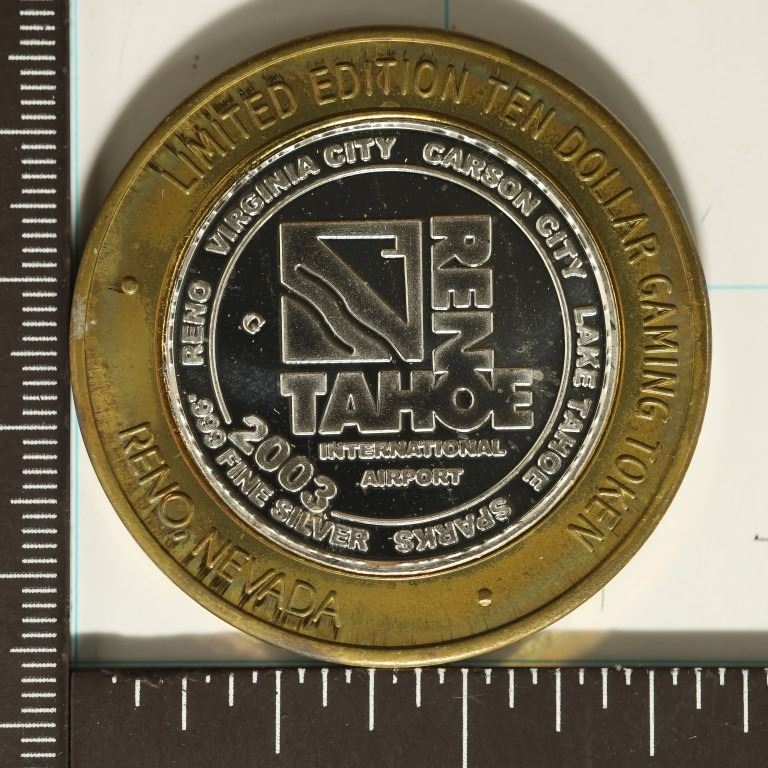 LIMITED EDITION TEN DOLLAR GAMING TOKEN
RENO, NEVADA
RENO VIRGINIA CITY CARSON CITY LAKE TAHOE SPARKS
.999 FINE SILVER
Q
RENO
TAHOE
INTERNATIONAL
AIRPORT
2003